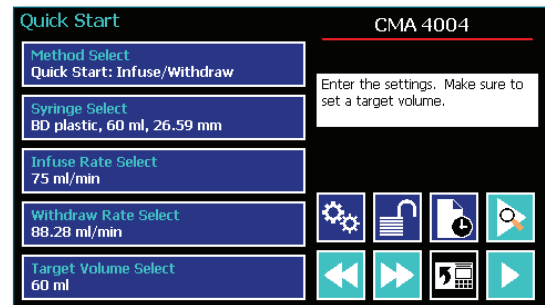 Quick Start
Method Select
Quick Start: Infuse/Withdraw
Syringe Select
BD plastic, 60 ml, 26.59 mm
Infuse Rate Select
75 ml/min
Withdraw Rate Select
88.28 ml/min
Target Volume Select
60 ml
CMA 4004
Enter the settings. Make sure to
set a target volume.